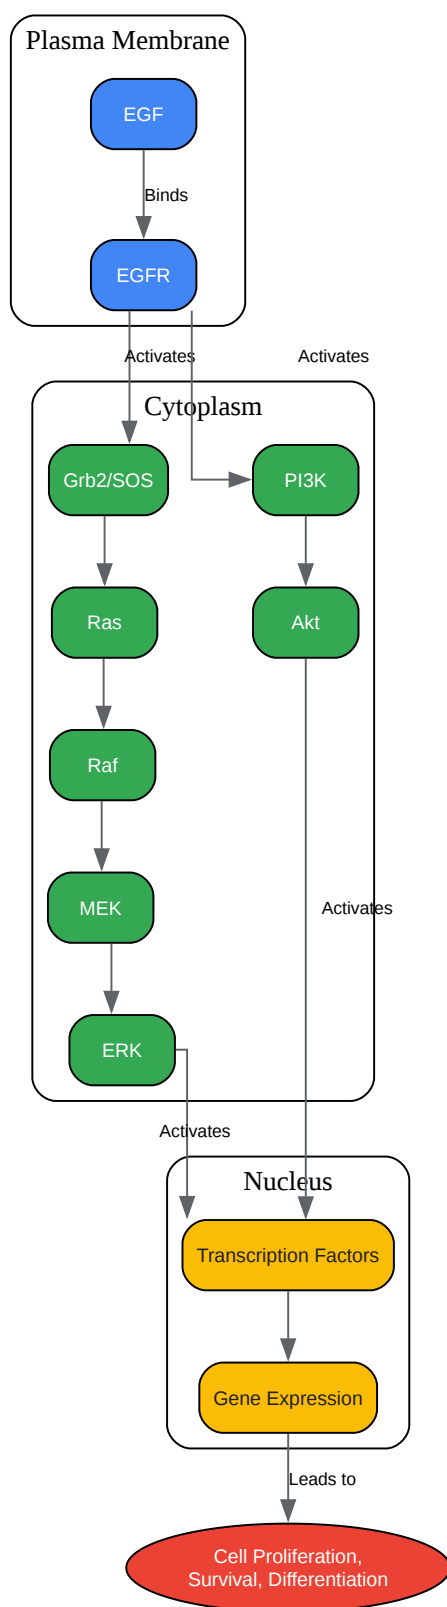 Plasma Membrane
EGF
Binds
EGFR
Activates
Activates
Cytoplasm
Grb2/SOS
PI3K
Ras
Akt
Raf
MEK
Activates
ERK
Activates
Nucleus
Transcription Factors
Gene Expression
Leads to
Cell Proliferation,
Survival, Differentiation